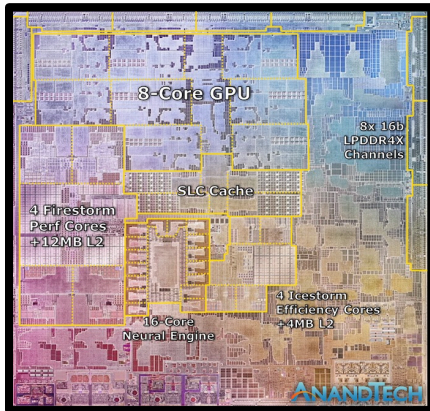 8-Core GPU
8x 16b
LPDDR4X
Channels
SLC Cache
4 Firestorm
Perf Cores
+12MB L2
4 Icestorm
Efficiency Cores
+4MB L2
16-Core
Neural Engine
ANANDTECH